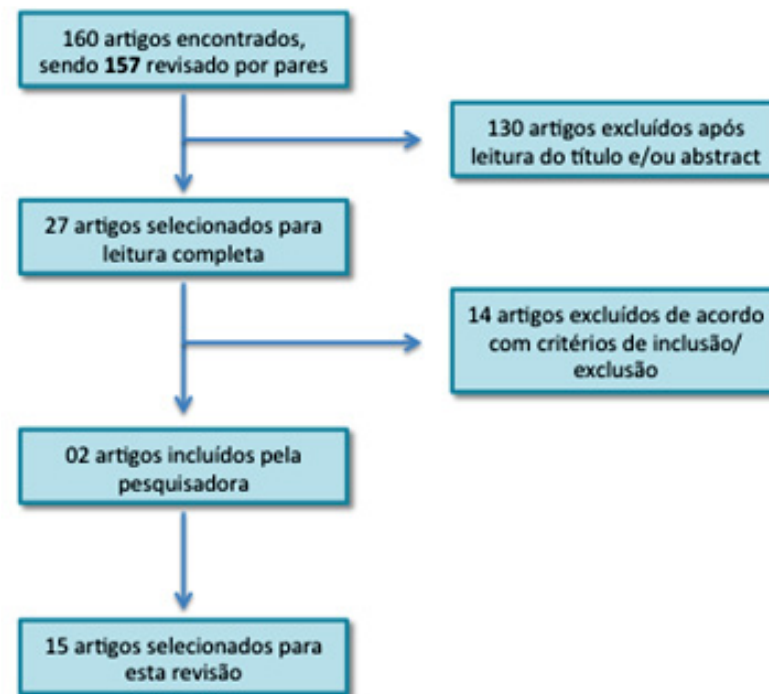 160 artigos encontrados,
sendo 157 revisado por pares
130 artigos excluídos após
leitura do título e/ou abstract
27 artigos selecionados para
leitura completa
14 artigos excluídos de acordo
com critérios de inclusão/
exclusão
02 artigos incluídos pela
pesquisadora
15 artigos selecionados para
esta revisão